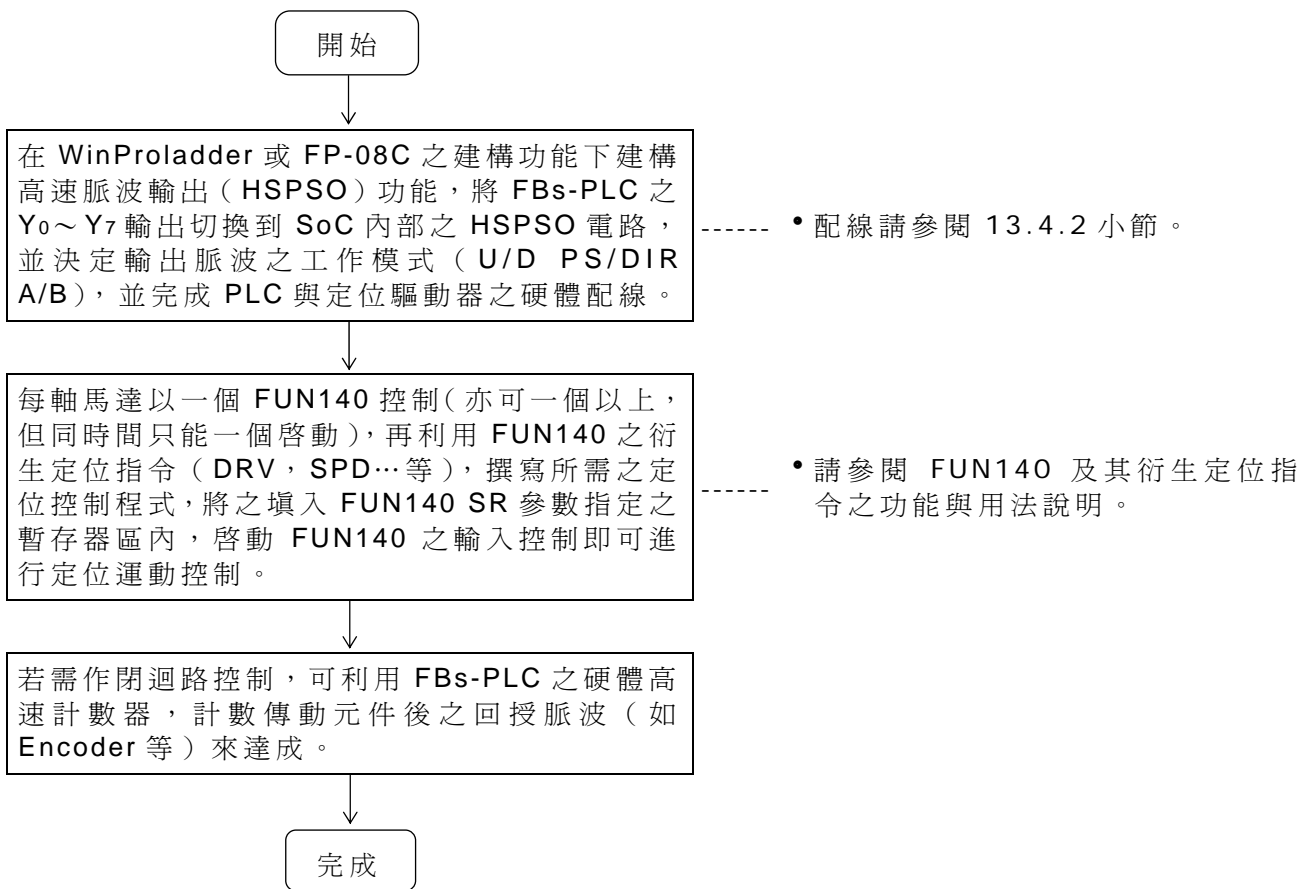 開始
在 WinProladder 或 FP-08C 之建構功能下建構
高速脈波輸出（HSPSO）功能，將 FBs-PLC 之
Y0～Y7 輸出切換到 SoC 內部之 HSPSO 電路，
並決定輸出脈波之工作模式（U/D PS/DIR
A/B），並完成 PLC 與定位驅動器之硬體配線。
------ •配線請參閱 13.4.2 小節。
每軸馬達以一個 FUN140 控制（亦可一個以上，
但同時間只能一個啓動），再利用 FUN140 之衍
生定位指令（DRV，SPD…等），撰寫所需之定
位控制程式，將之填入 FUN140 SR 參數指定之
暫存器區內，啓動 FUN140 之輸入控制即可進
行定位運動控制。
------ •請參閱 FUN140 及其衍生定位指
令之功能與用法說明。
若需作閉迴路控制，可利用 FBs-PLC 之硬體高
速計數器，計數傳動元件後之回授脈波（如
Encoder 等）來達成。
完成